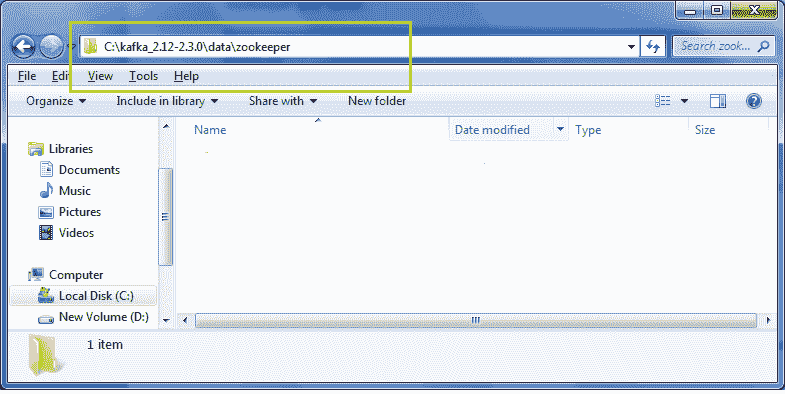 C:\kafka_2.12-2.3.0\data\zookeeper
Search zook...
File Edit View Tools Help
Organize Include in library Share with New folder
Name Date modified Type Size
Libraries
Documents
Music
Pictures
Videos
Computer
Local Disk (C:)
New Volume (D:)
1 item